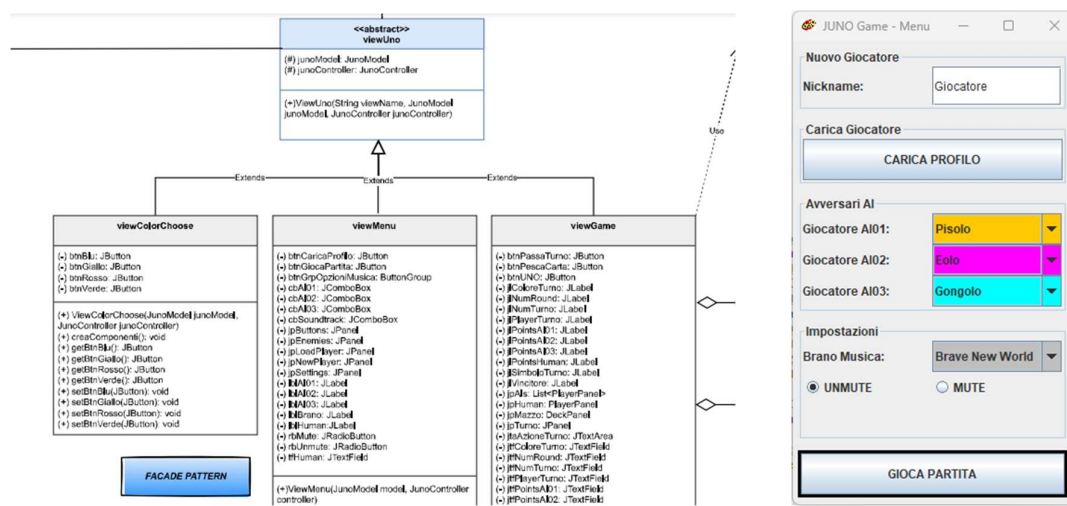 <<abstract>>
viewUno
(#) junoModel: JunoModel
(#) junoController: JunoController
(+)ViewUno(String viewName, JunoModel
junoModel, JunoController junoController)
Use
Extends
Extends
Extends
viewColorChoose
(-) btnBlu: JButton
(-) btnGiallo: JButton
(-) btnRosso: JButton
(-) btnVerde: JButton
(+) ViewColorChoose(JunoModel junoModel,
JunoController junoController)
(+) creaComponenti(): void
(+) getBtnBlu(): JButton
(+) getBtnGiallo(): JButton
(+) getBtnRosso(): JButton
(+) getBtnVerde(): JButton
(+) setBtnBlu(JButton): void
(+) setBtnGiallo(JButton): void
(+) setBtnRosso(JButton): void
(+) setBtnVerde(JButton): void
FACADE PATTERN
viewMenu
(-) btnCaricaProfilo: JButton
(-) btnGiocaPartita: JButton
(-) btnGrpOpzioniMusica: ButtonGroup
(-) cbAI01: JComboBox
(-) cbAI02: JComboBox
(-) cbAI03: JComboBox
(-) cbSoundtrack: JComboBox
(-) jpButtons: JPanel
(-) jpEnemies: JPanel
(-) jpLoadPlayer: JPanel
(-) jpNewPlayer: JPanel
(-) jpSettings: JPanel
(-) lblAI01: JLabel
(-) lblAI02: JLabel
(-) lblAI03: JLabel
(-) lblBrano: JLabel
(-) lblHuman:JLabel
(-) rbMute: JRadioButton
(-) rbUnmute: JRadioButton
(-) tfHuman: JTextField
(+)ViewMenu(JunoModel model, JunoController
controller)
viewGame
(-) btnPassaTurno: JButton
(-) btnPescaCarta: JButton
(-) btnUNO: JButton
(-) jlColoreTurno: JLabel
(-) jlNumRound: JLabel
(-) jlNumTurno: JLabel
(-) jlPlayerTurno: JLabel
(-) jlPointsAI01: JLabel
(-) jlPointsAI02: JLabel
(-) jlPointsAI03: JLabel
(-) jlPointsHuman: JLabel
(-) jlSimboloTurno: JLabel
(-) jlVincitore: JLabel
(-) jpAIs: List<PlayerPanel>
(-) jpHuman: PlayerPanel
(-) jpMazzo: DeckPanel
(-) jpTurno: JPanel
(-) jtaAzioneTurno: JTextArea
(-) jtfColoreTurno: JTextField
(-) jtfNumRound: JTextField
(-) jtfNumTurno: JTextField
(-) jtfPlayerTurno: JTextField
(-) jtfPointsAI01: JTextField
(-) jtfPointsAI02: JTextField
JUNO Game - Menu
Nuovo Giocatore
Nickname:
Giocatore
Carica Giocatore
CARICA PROFILO
Avversari AI
Giocatore AI01:
Pisolo
Giocatore AI02:
Eolo
Giocatore AI03:
Gongolo
Impostazioni
Brano Musica:
Brave New World
UNMUTE
MUTE
GIOCA PARTITA